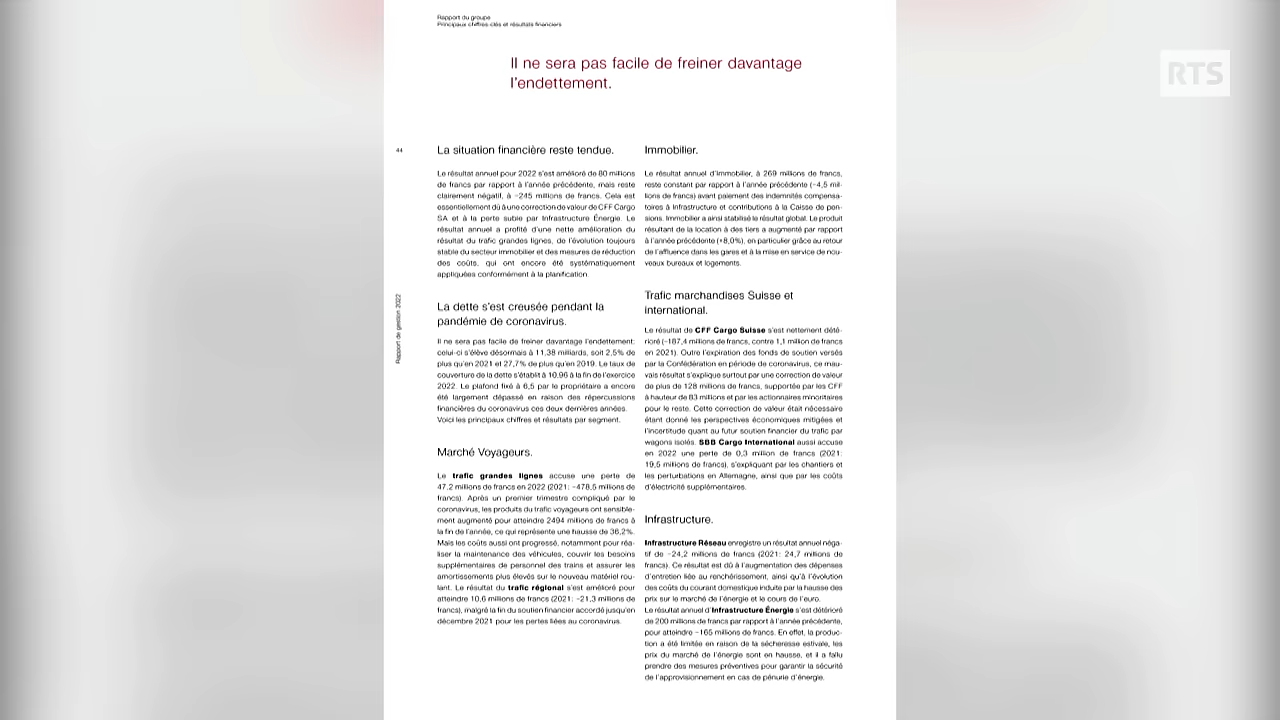 Rapport du groupe
Principaux chiffres clés et résultats financiers
Il ne sera pas facile de freiner davantage
l'endettement.
RTS
44
Rapport de gestion 2022
La situation financière reste tendue.
Le résultat annuel pour 2022 s'est amélioré de 80 millions
de francs par rapport à l'année précédente, mais reste
clairement négatif, à −245 millions de francs. Cela est
essentiellement dû à une correction de valeur de CFF Cargo
SA et à la perte subie par Infrastructure Énergie. Le
résultat annuel a profité d'une nette amélioration du
résultat du trafic grandes lignes, de l'évolution toujours
stable du secteur immobilier et des mesures de réduction
des coûts, qui ont encore été systématiquement
appliquées conformément à la planification.
La dette s'est creusée pendant la
pandémie de coronavirus.
Il ne sera pas facile de freiner davantage l'endettement:
celui-ci s'élève désormais à 11,38 milliards, soit 2,5% de
plus qu'en 2021 et 27,7% de plus qu'en 2019. Le taux de
couverture de la dette s'établit à 10,96 à la fin de l'exercice
2022. Le plafond fixé à 6,5 par le propriétaire a encore
été largement dépassé en raison des répercussions
financières du coronavirus ces deux dernières années.
Voici les principaux chiffres et résultats par segment.
Marché Voyageurs.
Le trafic grandes lignes accuse une perte de
47,2 millions de francs en 2022 (2021: −478,5 millions de
francs). Après un premier trimestre compliqué par le
coronavirus, les produits du trafic voyageurs ont sensible-
ment augmenté pour atteindre 2494 millions de francs à
la fin de l'année, ce qui représente une hausse de 36,2%.
Mais les coûts aussi ont progressé, notamment pour réa-
liser la maintenance des véhicules, couvrir les besoins
supplémentaires de personnel des trains et assurer les
amortissements plus élevés sur le nouveau matériel rou-
lant. Le résultat du trafic régional s'est amélioré pour
atteindre 10,6 millions de francs (2021: −21,3 millions de
francs), malgré la fin du soutien financier accordé jusqu'en
décembre 2021 pour les pertes liées au coronavirus.
Immobilier.
Le résultat annuel d'Immobilier, à 269 millions de francs,
reste constant par rapport à l'année précédente (−4,5 mil-
lions de francs) avant paiement des indemnités compensa-
toires à Infrastructure et contributions à la Caisse de pen-
sions. Immobilier a ainsi stabilisé le résultat global. Le produit
résultant de la location à des tiers a augmenté par rapport
à l'année précédente (+8,0%), en particulier grâce au retour
de l'affluence dans les gares et à la mise en service de nou-
veaux bureaux et logements.
Trafic marchandises Suisse et
international.
Le résultat de CFF Cargo Suisse s'est nettement dété-
rioré (−187,4 millions de francs, contre 1,1 million de francs
en 2021). Outre l'expiration des fonds de soutien versés
par la Confédération en période de coronavirus, ce mau-
vais résultat s'explique surtout par une correction de valeur
de plus de 128 millions de francs, supportée par les CFF
à hauteur de 83 millions et par les actionnaires minoritaires
pour le reste. Cette correction de valeur était nécessaire
étant donné les perspectives économiques mitigées et
l'incertitude quant au futur soutien financier du trafic par
wagons isolés. SBB Cargo International aussi accuse
en 2022 une perte de 0,3 million de francs (2021:
19,5 millions de francs), s'expliquant par les chantiers et
les perturbations en Allemagne, ainsi que par les coûts
d'électricité supplémentaires.
Infrastructure.
Infrastructure Réseau enregistre un résultat annuel néga-
tif de −24,2 millions de francs (2021: 24,7 millions de
francs). Ce résultat est dû à l'augmentation des dépenses
d'entretien liée au renchérissement, ainsi qu'à l'évolution
des coûts du courant domestique induite par la hausse des
prix sur le marché de l'énergie et le cours de l'euro.
Le résultat annuel d'Infrastructure Énergie s'est détérioré
de 200 millions de francs par rapport à l'année précédente,
pour atteindre −165 millions de francs. En effet, la produc-
tion a été limitée en raison de la sécheresse estivale, les
prix du marché de l'énergie sont en hausse, et il a fallu
prendre des mesures préventives pour garantir la sécurité
de l'approvisionnement en cas de pénurie d'énergie.